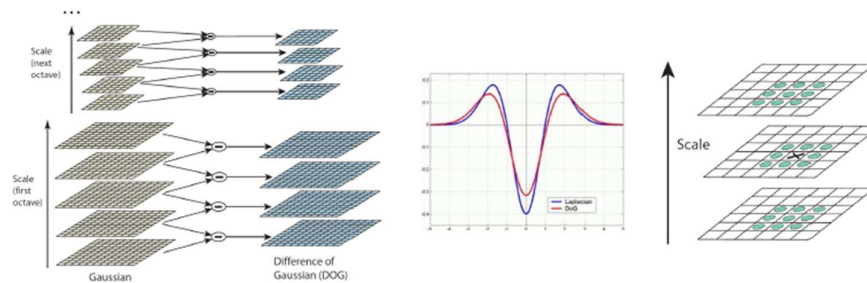 ...
Scale
(next
octave)
Scale
(first
octave)
Gaussian
Difference of
Gaussian (DOG)
Laplacian
DoG
Scale